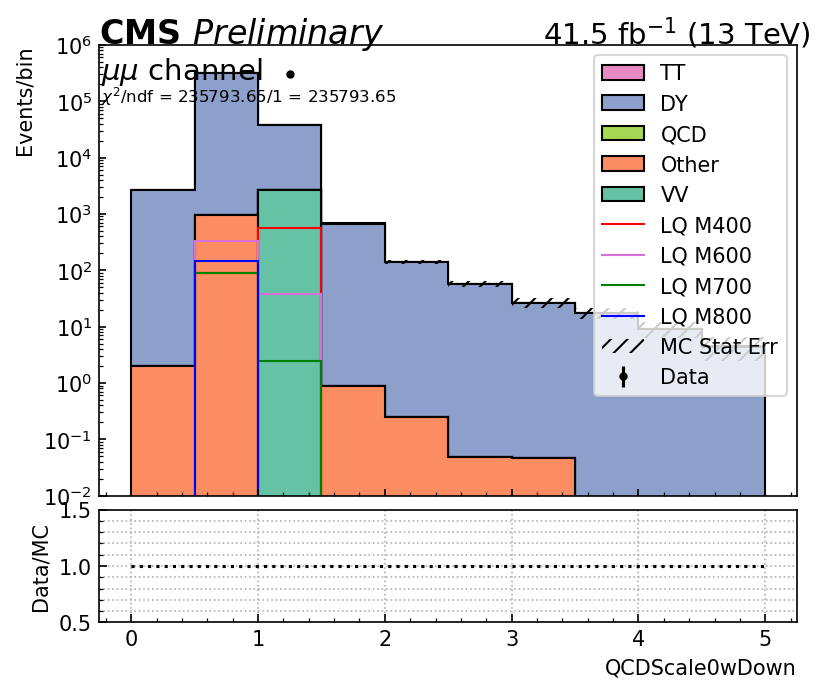 CMS Preliminary 41.5 fb⁻¹ (13 TeV)
μμ channel
χ²/ndf = 235793.65/1 = 235793.65
Events/bin
10⁶
10⁵
10⁴
10³
10²
10¹
10⁰
10⁻¹
10⁻²
TT
DY
QCD
Other
VV
LQ M400
LQ M600
LQ M700
LQ M800
MC Stat Err
Data
Data/MC
1.5
1.0
0.5
0 1 2 3 4 5
QCDScale0wDown